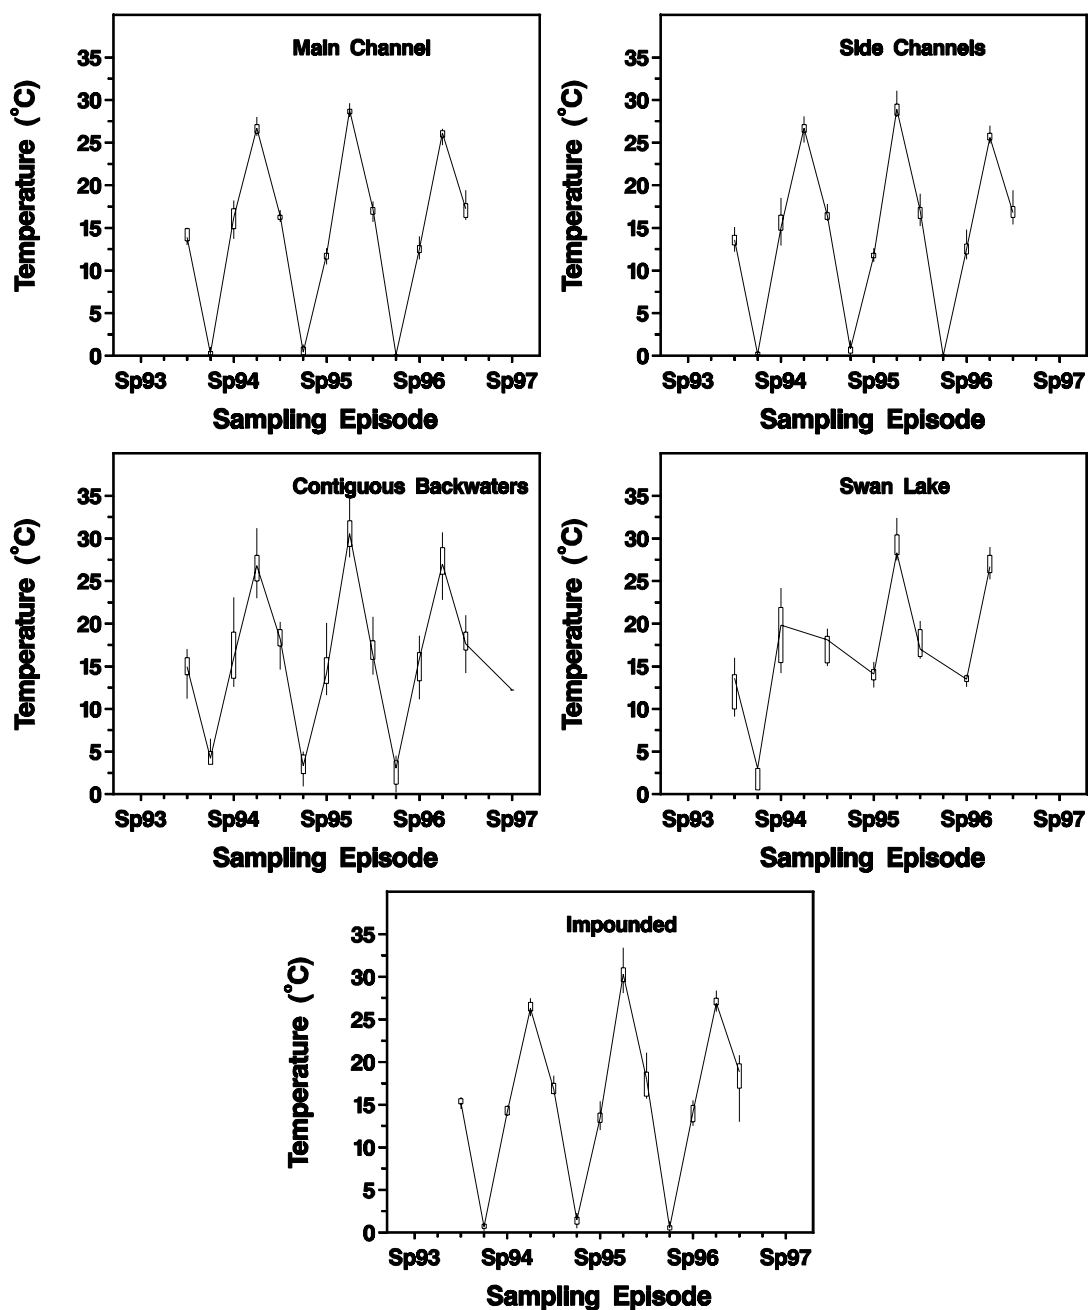 Main Channel
Temperature (°C)
35
30
25
20
15
10
5
0
Sp93 Sp94 Sp95 Sp96 Sp97
Sampling Episode
Side Channels
Temperature (°C)
35
30
25
20
15
10
5
0
Sp93 Sp94 Sp95 Sp96 Sp97
Sampling Episode
Contiguous Backwaters
Temperature (°C)
35
30
25
20
15
10
5
0
Sp93 Sp94 Sp95 Sp96 Sp97
Sampling Episode
Swan Lake
Temperature (°C)
35
30
25
20
15
10
5
0
Sp93 Sp94 Sp95 Sp96 Sp97
Sampling Episode
Impounded
Temperature (°C)
35
30
25
20
15
10
5
0
Sp93 Sp94 Sp95 Sp96 Sp97
Sampling Episode